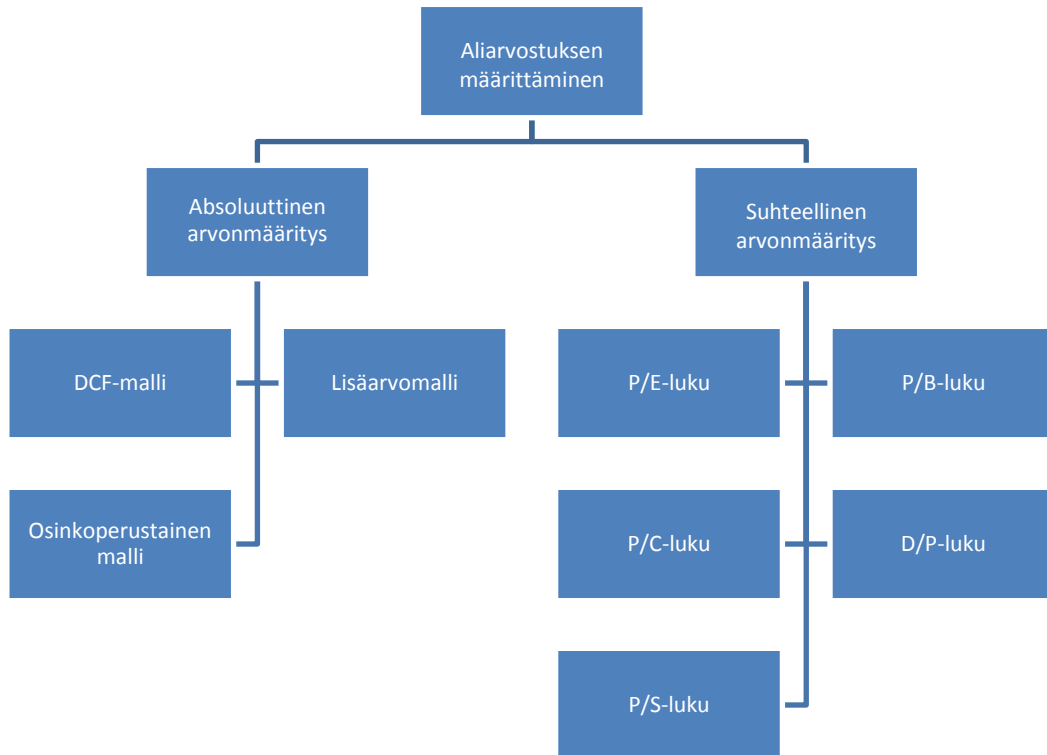 Aliarvostuksen
määrittäminen
Absoluuttinen
arvonmääritys
Suhteellinen
arvonmääritys
DCF-malli
Lisäarvomalli
P/E-luku
P/B-luku
Osinkoperustainen
malli
P/C-luku
D/P-luku
P/S-luku